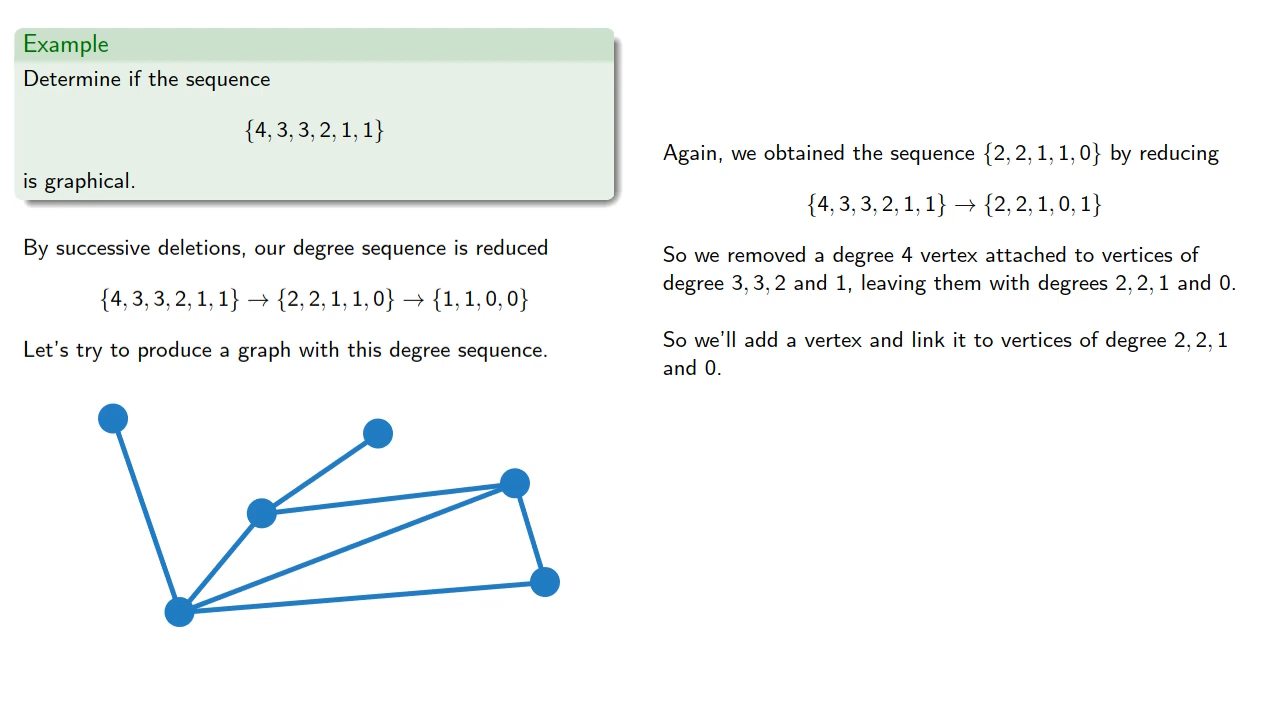 Example
Determine if the sequence
{4, 3, 3, 2, 1, 1}
is graphical.
By successive deletions, our degree sequence is reduced
{4, 3, 3, 2, 1, 1} → {2, 2, 1, 1, 0} → {1, 1, 0, 0}
Let's try to produce a graph with this degree sequence.
Again, we obtained the sequence {2, 2, 1, 1, 0} by reducing
{4, 3, 3, 2, 1, 1} → {2, 2, 1, 0, 1}
So we removed a degree 4 vertex attached to vertices of
degree 3, 3, 2 and 1, leaving them with degrees 2, 2, 1 and 0.
So we'll add a vertex and link it to vertices of degree 2, 2, 1
and 0.